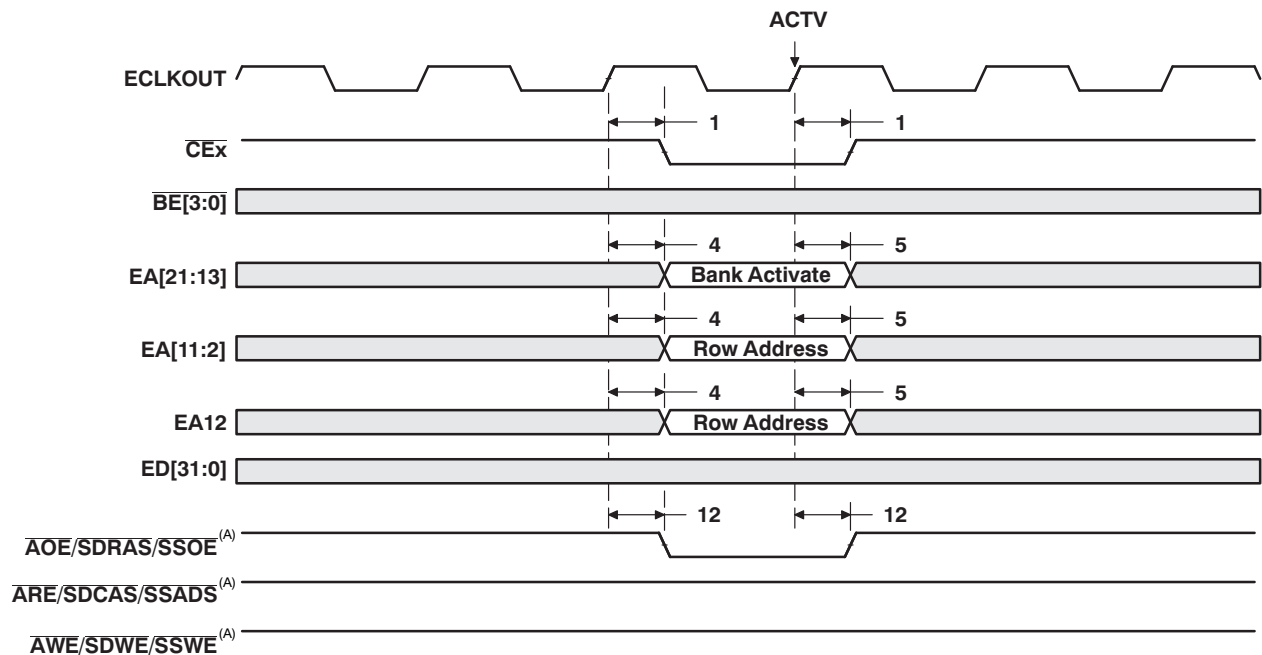 ACTV
ECLKOUT
1 1
CEx
BE[3:0]
4 5
EA[21:13] Bank Activate
4 5
EA[11:2] Row Address
4 5
EA12 Row Address
ED[31:0]
12 12
AOE/SDRAS/SSOE(A)
ARE/SDCAS/SSADS(A)
AWE/SDWE/SSWE(A)